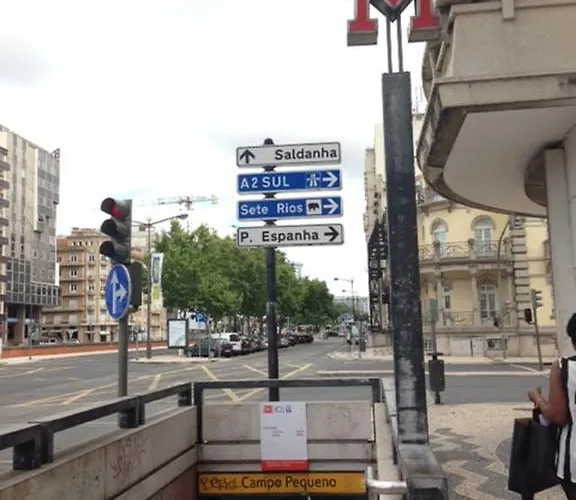 M
Saldanha
A2 SUL
Sete Rios
P. Espanha
Campo Pequeno